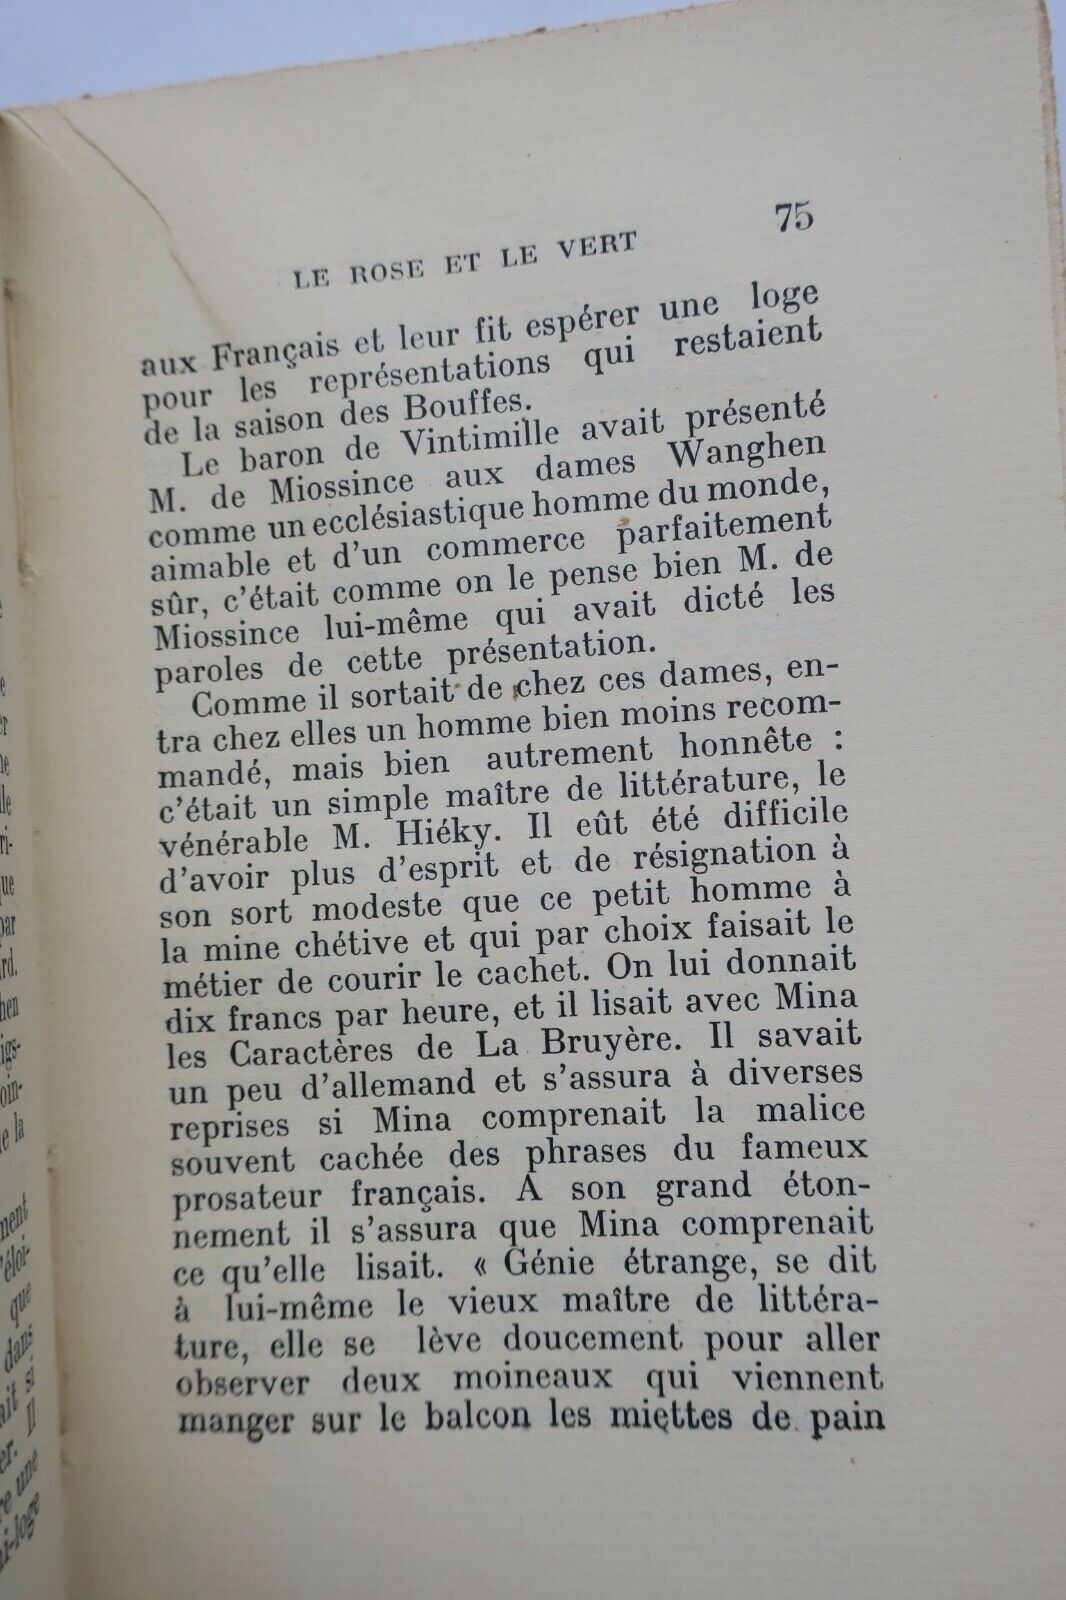 75
LE ROSE ET LE VERT
aux Français et leur fit espérer une loge
pour les représentations qui restaient
de la saison des Bouffes.
Le baron de Vintimille avait présenté
M. de Miossince aux dames Wanghen
comme un ecclésiastique homme du monde,
aimable et d'un commerce parfaitement
sûr, c'était comme on le pense bien M. de
Miossince lui-même qui avait dicté les
paroles de cette présentation.
Comme il sortait de chez ces dames, en-
tra chez elles un homme bien moins recom-
mandé, mais bien autrement honnête :
c'était un simple maître de littérature, le
vénérable M. Hiéky. Il eût été difficile
d'avoir plus d'esprit et de résignation à
son sort modeste que ce petit homme à
la mine chétive et qui par choix faisait le
métier de courir le cachet. On lui donnait
dix francs par heure, et il lisait avec Mina
les Caractères de La Bruyère. Il savait
un peu d'allemand et s'assura à diverses
reprises si Mina comprenait la malice
souvent cachée des phrases du fameux
prosateur français. A son grand éton-
nement il s'assura que Mina comprenait
ce qu'elle lisait. « Génie étrange, se dit
à lui-même le vieux maître de littéra-
ture, elle se lève doucement pour aller
observer deux moineaux qui viennent
manger sur le balcon les miettes de pain